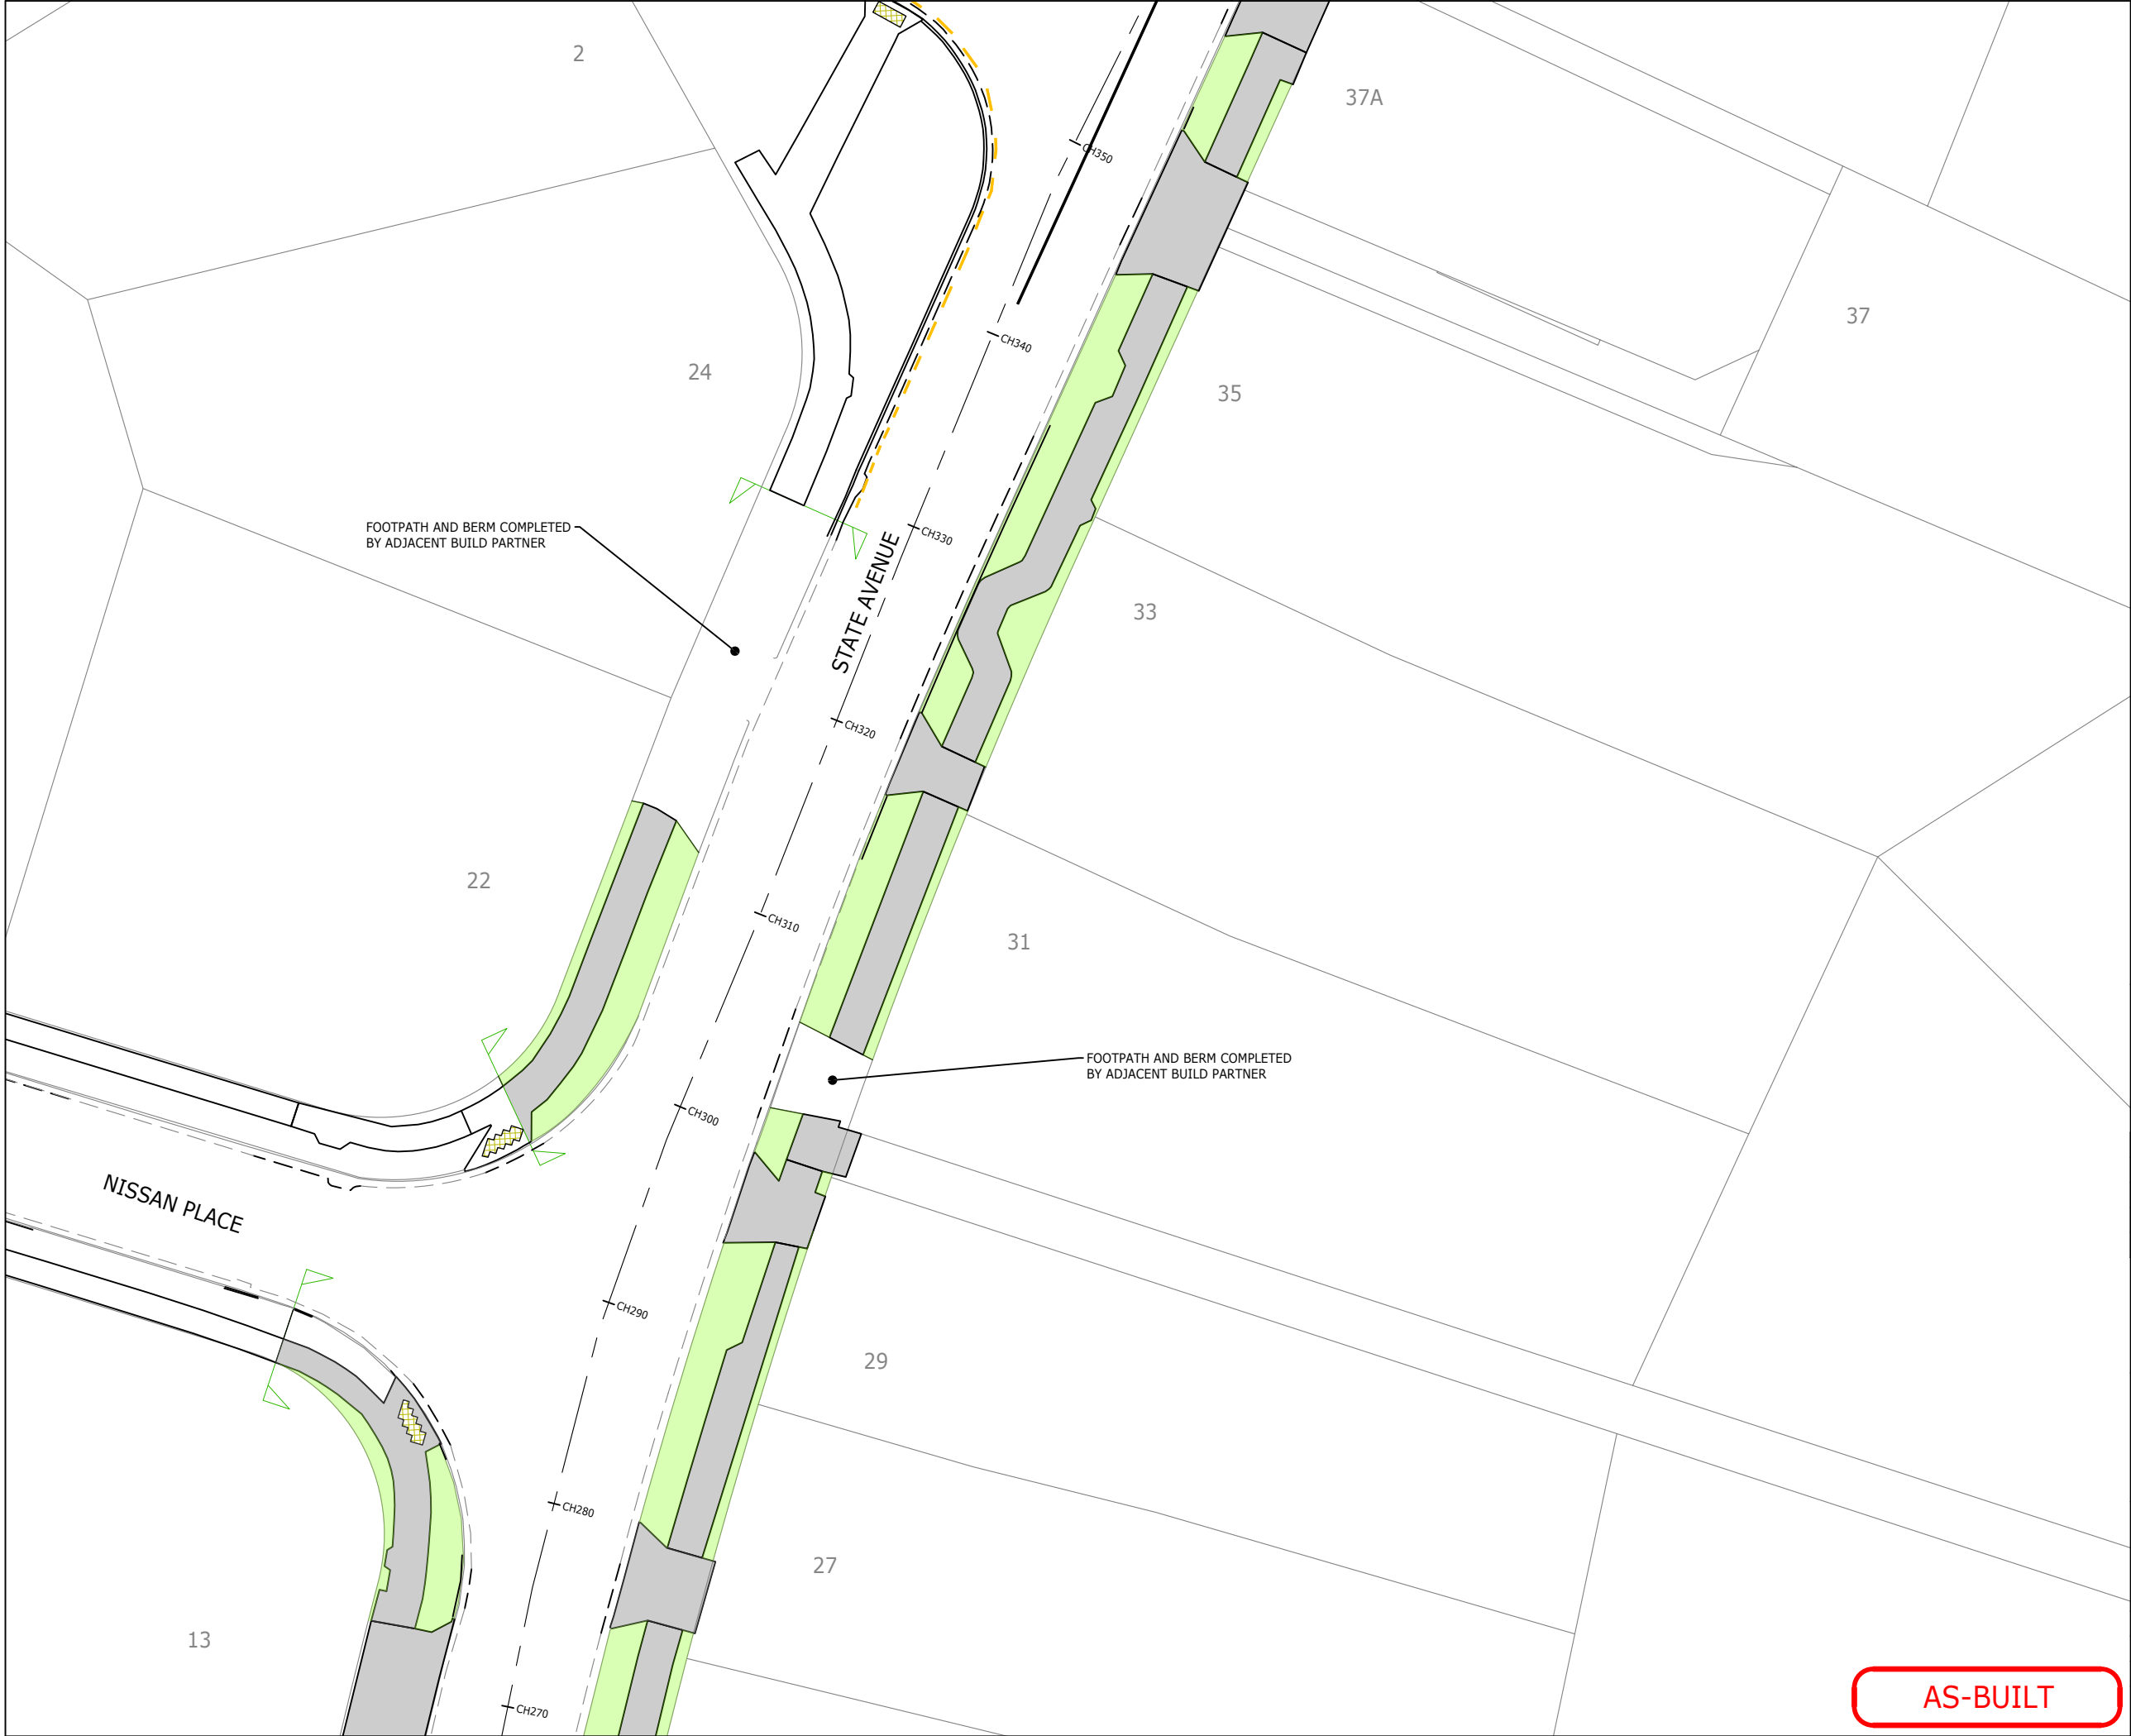 2
37A
CH350
37
CH340
24
35
FOOTPATH AND BERM COMPLETED
BY ADJACENT BUILD PARTNER
CH330
STATE AVENUE
33
CH320
22
CH310
31
FOOTPATH AND BERM COMPLETED
BY ADJACENT BUILD PARTNER
CH300
NISSAN PLACE
CH290
29
CH280
27
13
CH270
AS-BUILT